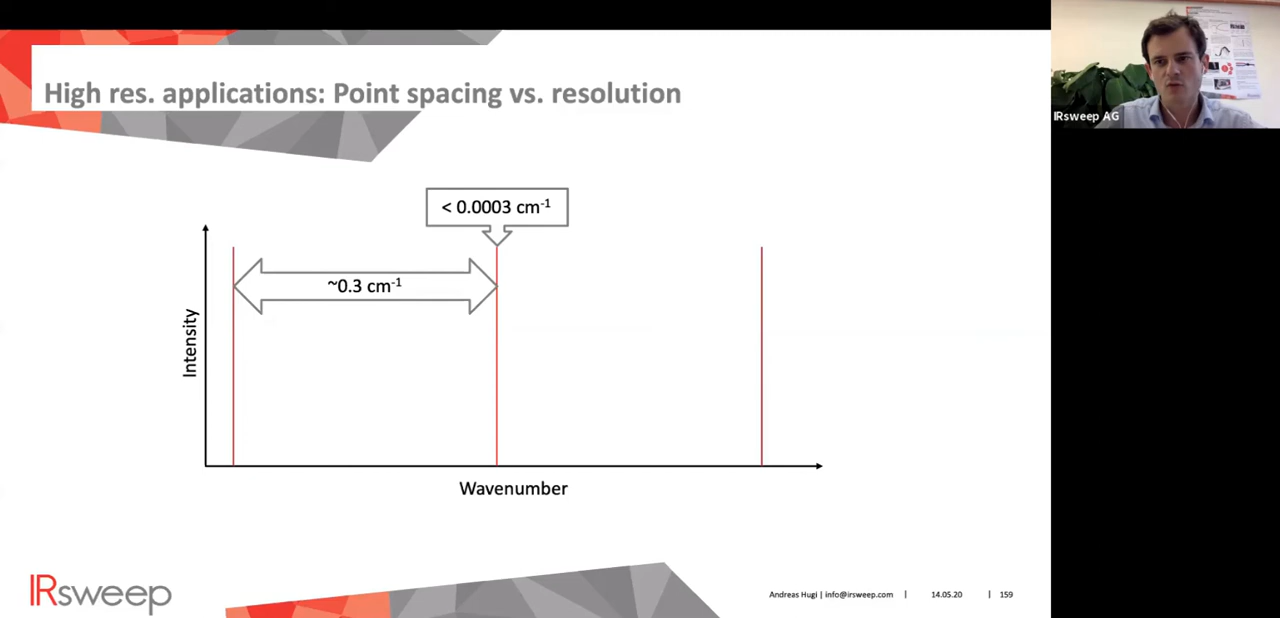 High res. applications: Point spacing vs. resolution
IRsweep AG
< 0.0003 cm-1
~0.3 cm-1
Intensity
Wavenumber
IRsweep
Andreas Hugi | info@irsweep.com | 14.05.20 | 159